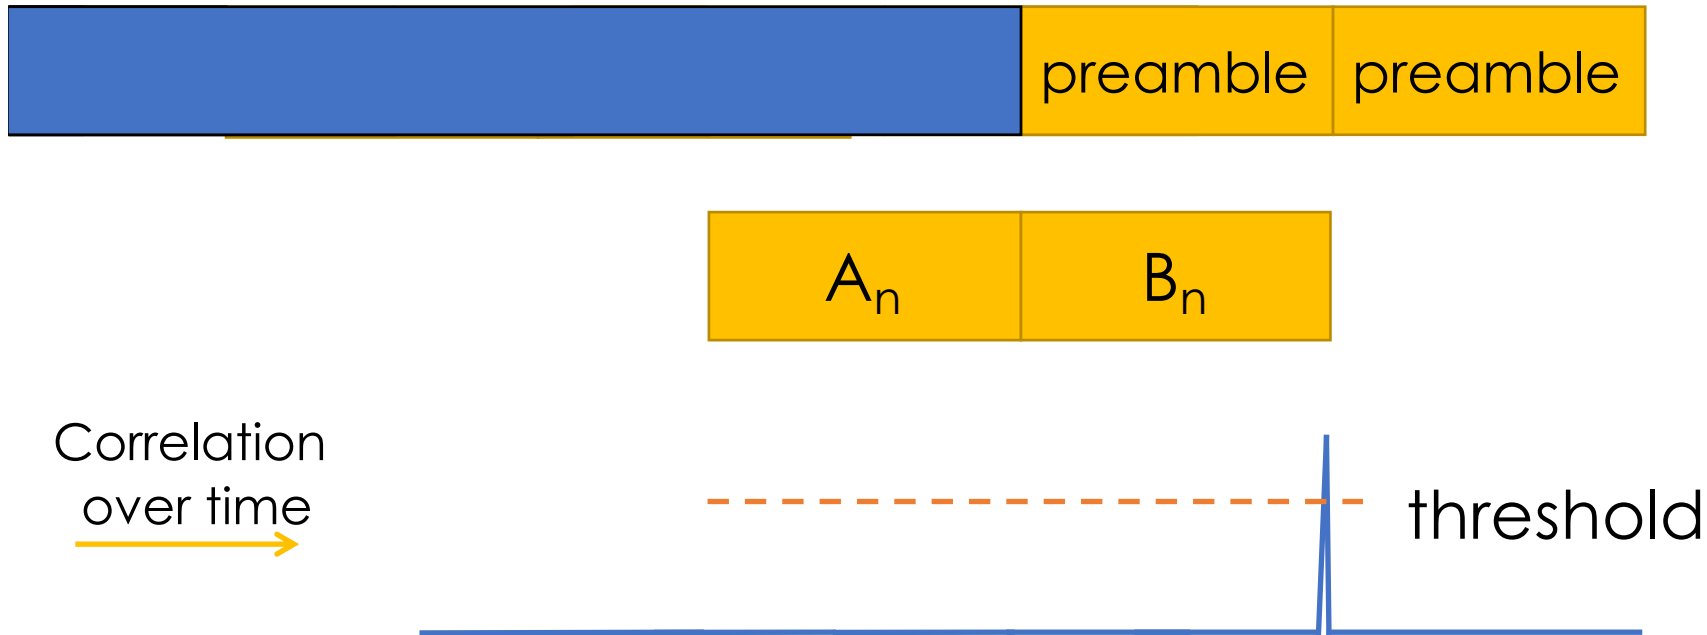 preamble preamble
Aₙ Bₙ
Correlation
over time
threshold